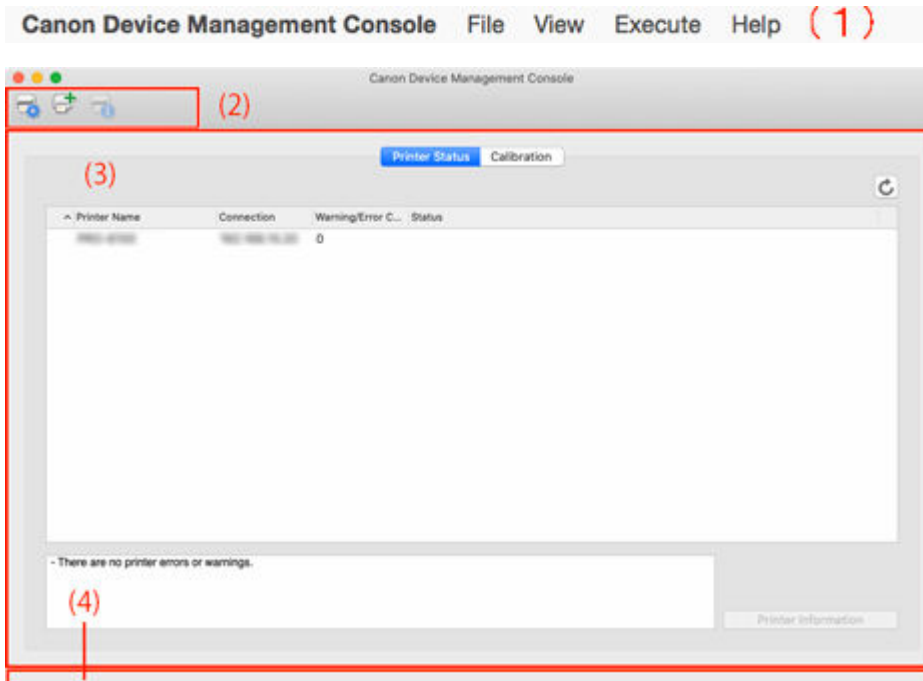 Canon Device Management Console File View Execute Help (1)
Canon Device Management Console
(2)
Printer Status Calibration
(3)
Printer Name Connection Warning/Error C... Status
0
- There are no printer errors or warnings.
(4)
Printer Information